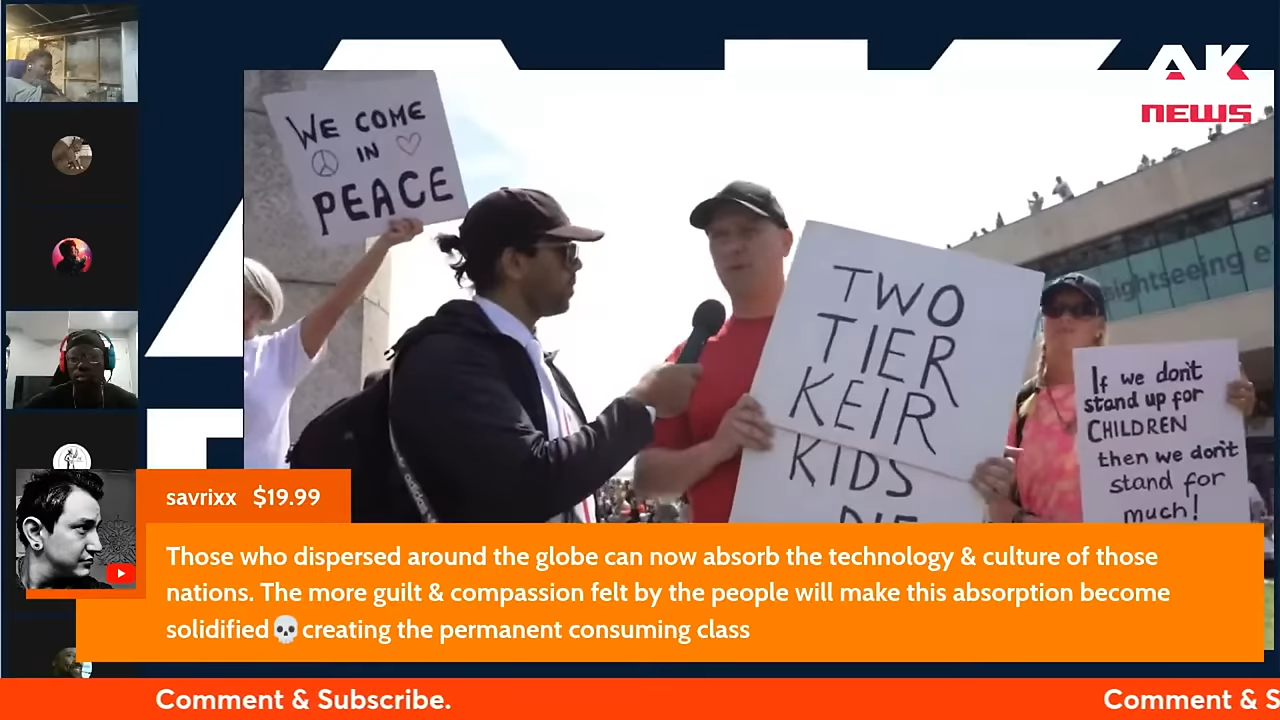 AK
NEWS
WE COME
IN
PEACE
TWO
TIER
KEIR
KIDS
DIE
sightseeing
If we don't
stand up for
CHILDREN
then we don't
stand for
much!
savrixx $19.99
Those who dispersed around the globe can now absorb the technology & culture of those
nations. The more guilt & compassion felt by the people will make this absorption become
solidified💀creating the permanent consuming class
Comment & Subscribe.
Comment & S